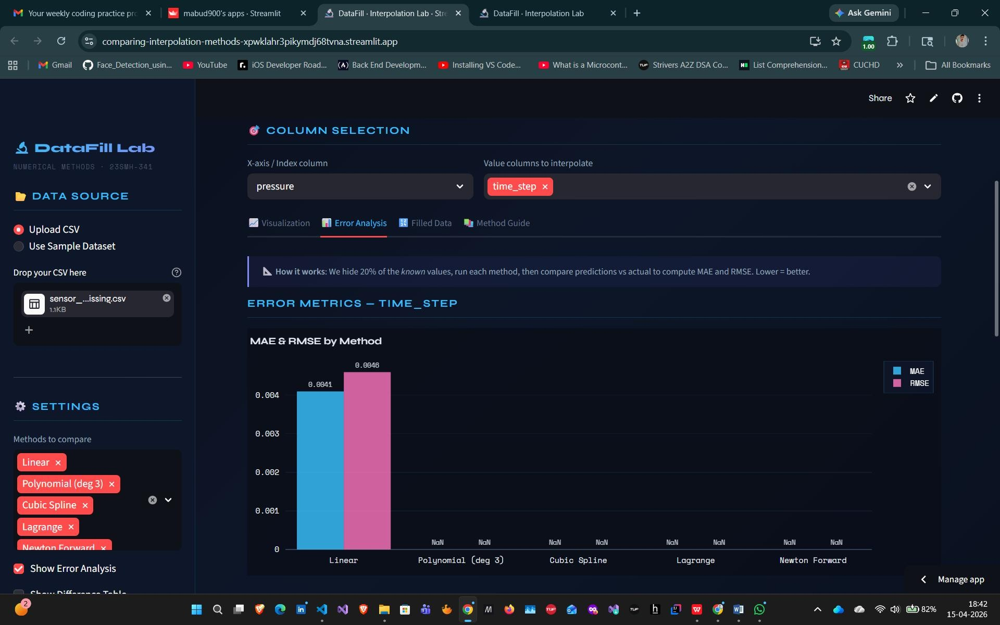 Your weekly coding practice pro
mabud900's apps · Streamlit
DataFill · Interpolation Lab · Stre
DataFill · Interpolation Lab
Ask Gemini
comparing-interpolation-methods-xpwklahr3pikymdj68tvna.streamlit.app
1.00
Gmail
Face_Detection_usin...
YouTube
iOS Developer Road...
Back End Developm...
Installing VS Code...
What is a Microcont...
Strivers A2Z DSA Co...
List Comprehension...
CUCHD
All Bookmarks
Share
DataFill Lab
NUMERICAL METHODS · 23SMH-341
DATA SOURCE
Upload CSV
Use Sample Dataset
Drop your CSV here
sensor_...issing.csv
1.1KB
SETTINGS
Methods to compare
Linear
Polynomial (deg 3)
Cubic Spline
Lagrange
Newton Forward
Show Error Analysis
Show Difference Table
COLUMN SELECTION
X-axis / Index column
Value columns to interpolate
pressure
time_step
Visualization
Error Analysis
Filled Data
Method Guide
How it works: We hide 20% of the known values, run each method, then compare predictions vs actual to compute MAE and RMSE. Lower = better.
ERROR METRICS — TIME_STEP
MAE & RMSE by Method
0.0046
0.0041
MAE
RMSE
0.004
0.003
0.002
0.001
0
NaN NaN NaN NaN NaN NaN NaN NaN
Linear Polynomial (deg 3) Cubic Spline Lagrange Newton Forward
Manage app
2
82%
18:42
15-04-2026